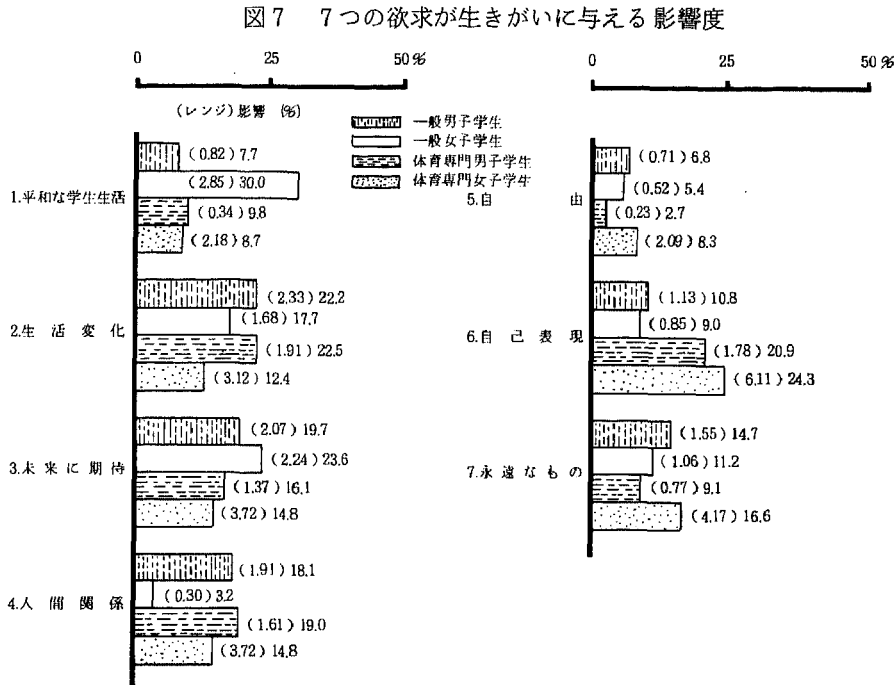 図7 7つの欲求が生きがいに与える影響度
0 25 50%
0 25 50%
(レンジ)影響 (%)
一般男子学生
一般女子学生
体育専門男子学生
体育専門女子学生
1.平和な学生生活
(0.82)7.7
(2.85)30.0
(0.34)9.8
(2.18)8.7
2.生活変化
(2.33)22.2
(1.68)17.7
(1.91)22.5
(3.12)12.4
3.未来に期待
(2.07)19.7
(2.24)23.6
(1.37)16.1
(3.72)14.8
4.人間関係
(1.91)18.1
(0.30)3.2
(1.61)19.0
(3.72)14.8
5.自由
(0.71)6.8
(0.52)5.4
(0.23)2.7
(2.09)8.3
6.自己表現
(1.13)10.8
(0.85)9.0
(1.78)20.9
(6.11)24.3
7.永遠なもの
(1.55)14.7
(1.06)11.2
(0.77)9.1
(4.17)16.6